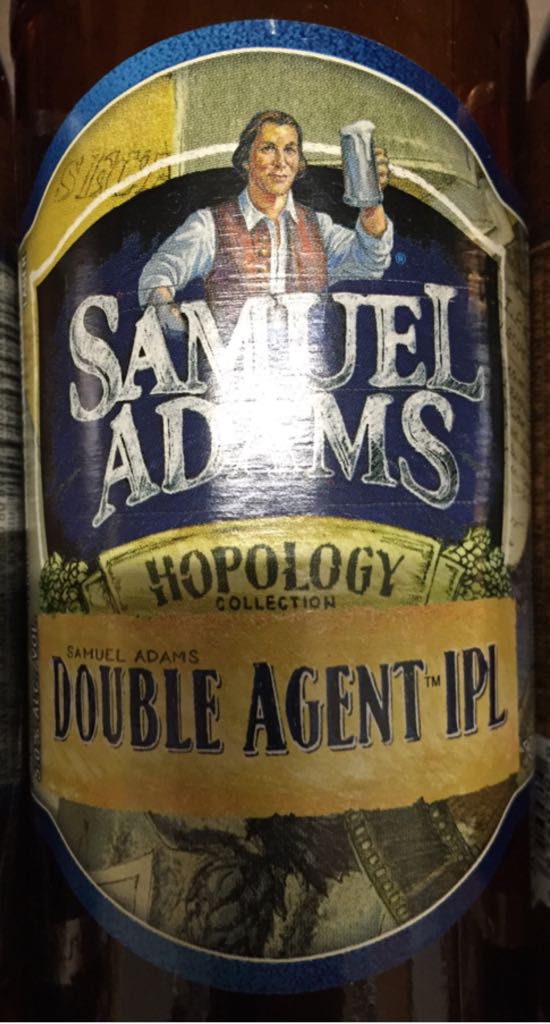 SAMUEL
ADAMS
®
HOPOLOGY
COLLECTION
SAMUEL ADAMS
DOUBLE AGENT™ IPL